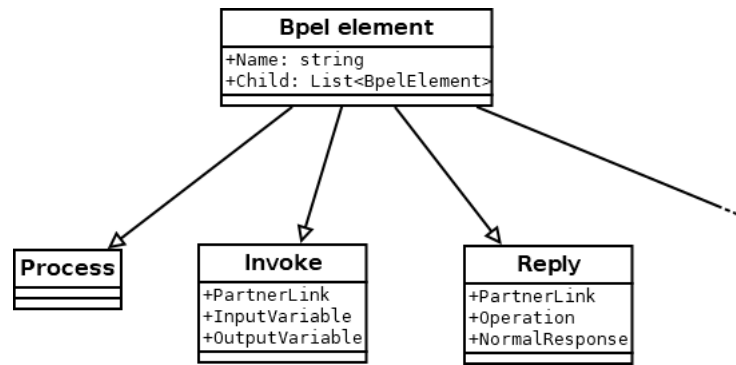 Bpel element
+Name: string
+Child: List<BpelElement>
Process
Invoke
+PartnerLink
+InputVariable
+OutputVariable
Reply
+PartnerLink
+Operation
+NormalResponse